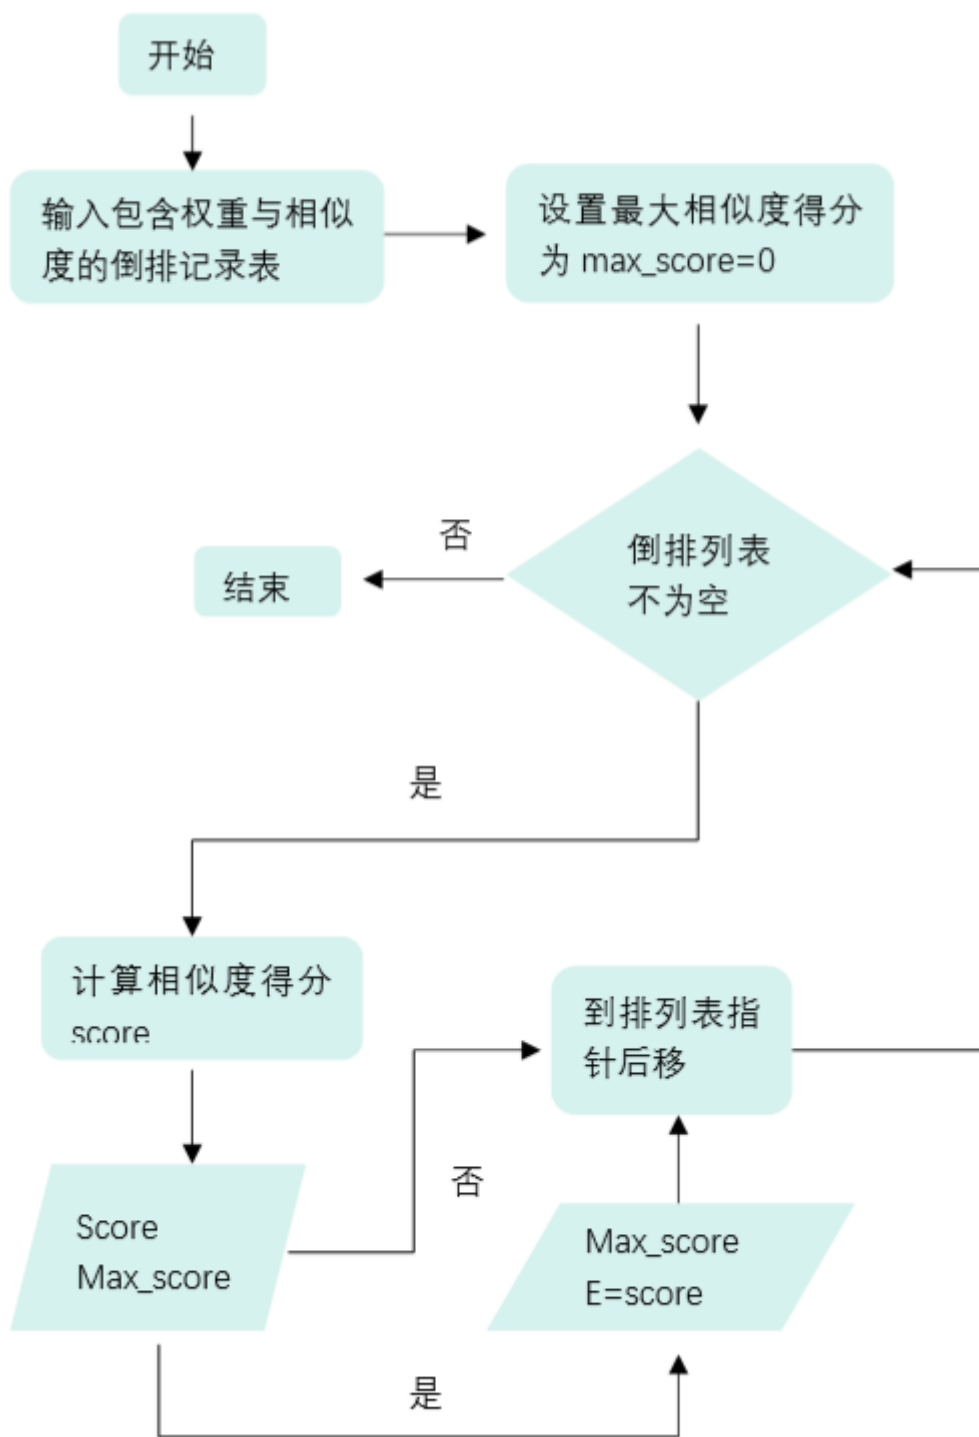 开始
输入包含权重与相似
度的倒排记录表
设置最大相似度得分
为 max_score=0
倒排列表
不为空
否
结束
是
计算相似度得分
score
到排列表指
针后移
否
Score
Max_score
Max_score
E=score
是